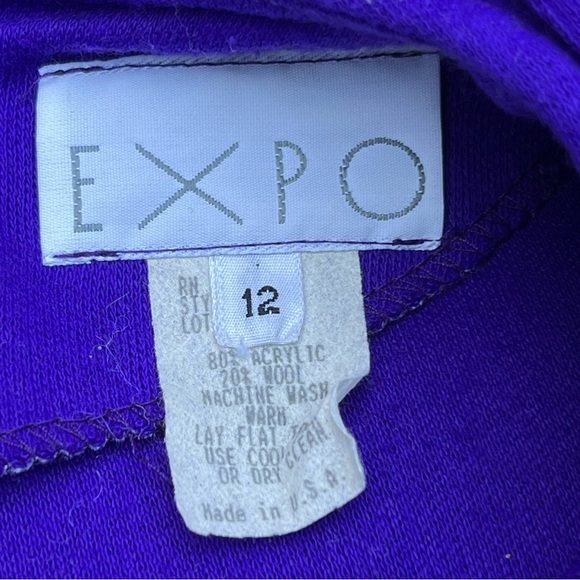 EXPO
12
RN
STY
LOT
80% ACRYLIC
20% WOOL
MACHINE WASH
WARM
LAY FLAT
USE COOL
OR DRY CLEAN
Made in U.S.A.